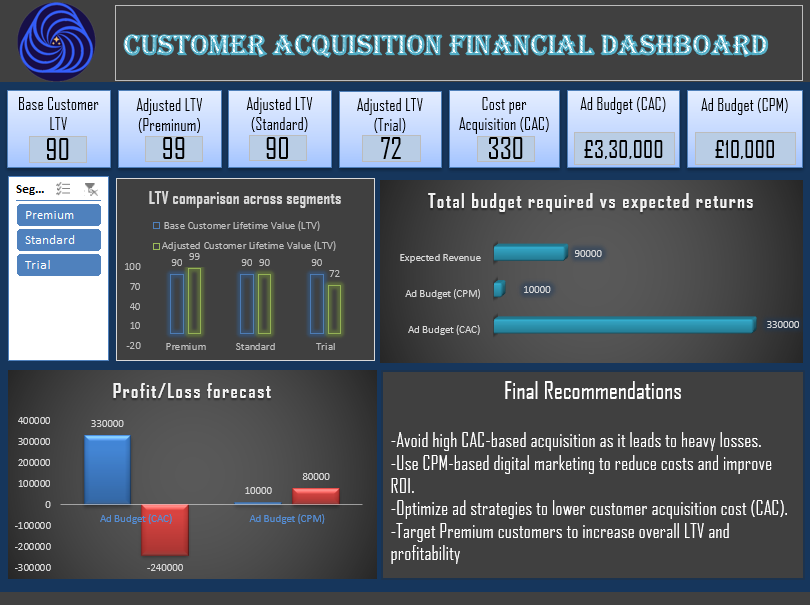 CUSTOMER ACQUISITION FINANCIAL DASHBOARD
Base Customer
LTV
90
Adjusted LTV
(Preminum)
99
Adjusted LTV
(Standard)
90
Adjusted LTV
(Trial)
72
Cost per
Acquisition (CAC)
330
Ad Budget (CAC)
£3,30,000
Ad Budget (CPM)
£10,000
Seg...
Premium
Standard
Trial
LTV comparison across segments
Base Customer Lifetime Value (LTV)
Adjusted Customer Lifetime Value (LTV)
100
70
40
10
-20
90 99
90 90
90 72
Premium Standard Trial
Total budget required vs expected returns
Expected Revenue 90000
Ad Budget (CPM) 10000
Ad Budget (CAC) 330000
Profit/Loss forecast
400000
300000
200000
100000
0
-100000
-200000
-300000
330000
-240000
10000
80000
Ad Budget (CAC) Ad Budget (CPM)
Final Recommendations
-Avoid high CAC-based acquisition as it leads to heavy losses.
-Use CPM-based digital marketing to reduce costs and improve
ROI.
-Optimize ad strategies to lower customer acquisition cost (CAC).
-Target Premium customers to increase overall LTV and
profitability